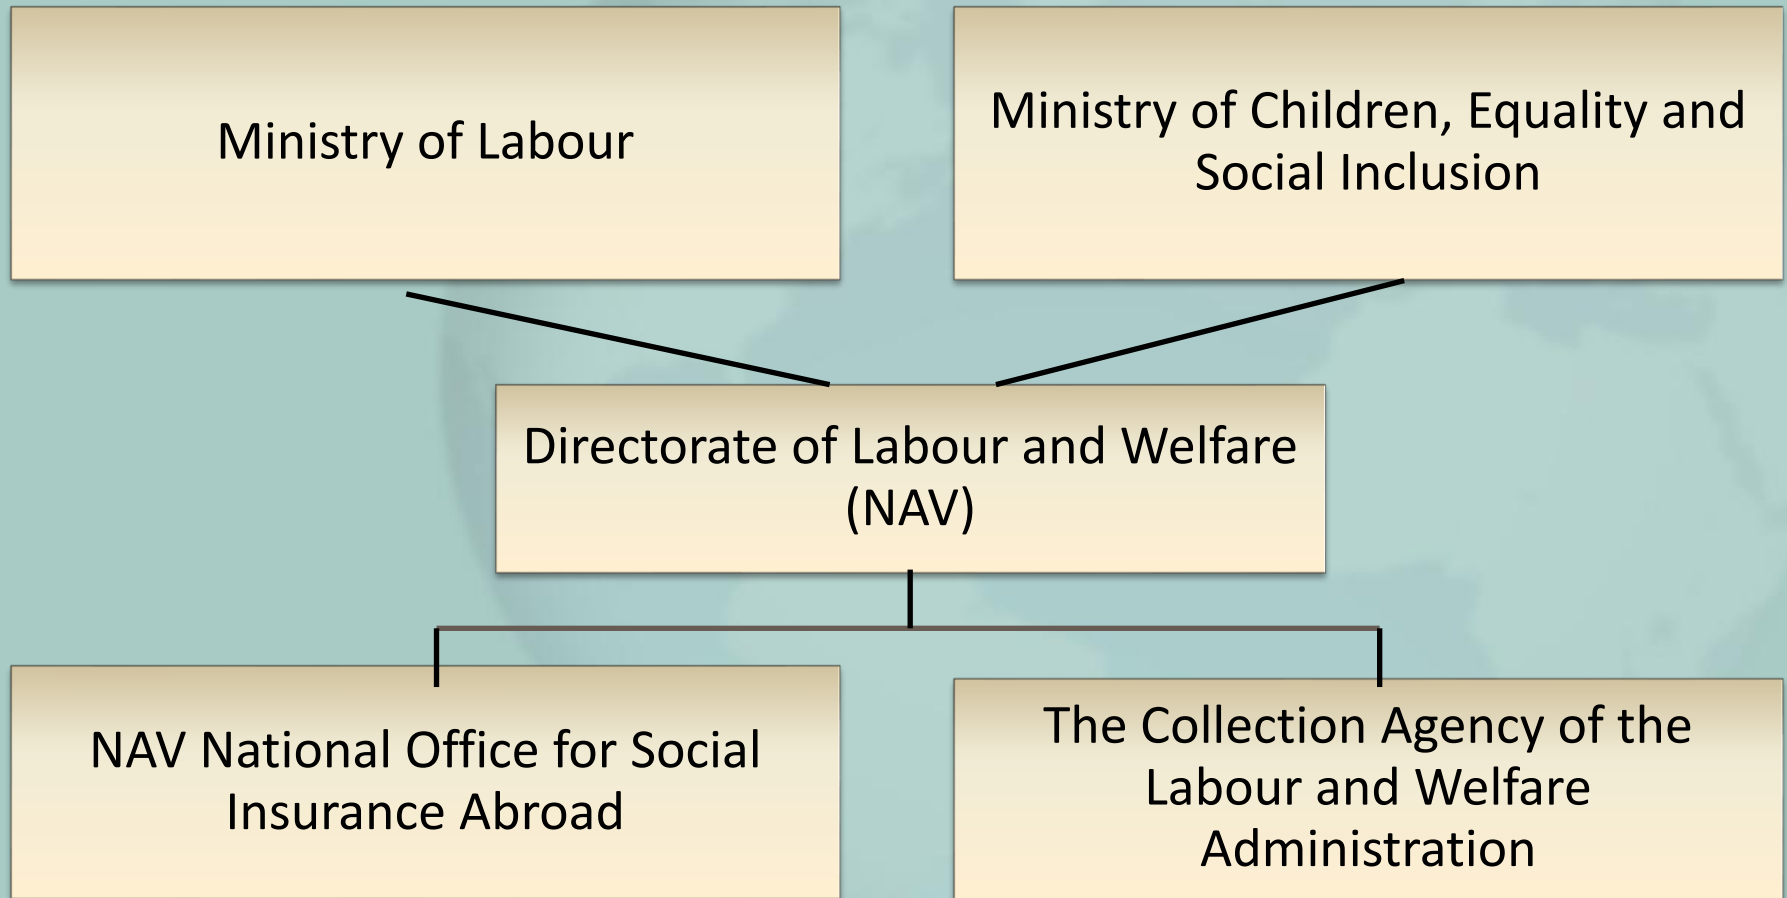 Ministry of Labour
Ministry of Children, Equality and
Social Inclusion
Directorate of Labour and Welfare
(NAV)
NAV National Office for Social
Insurance Abroad
The Collection Agency of the
Labour and Welfare
Administration